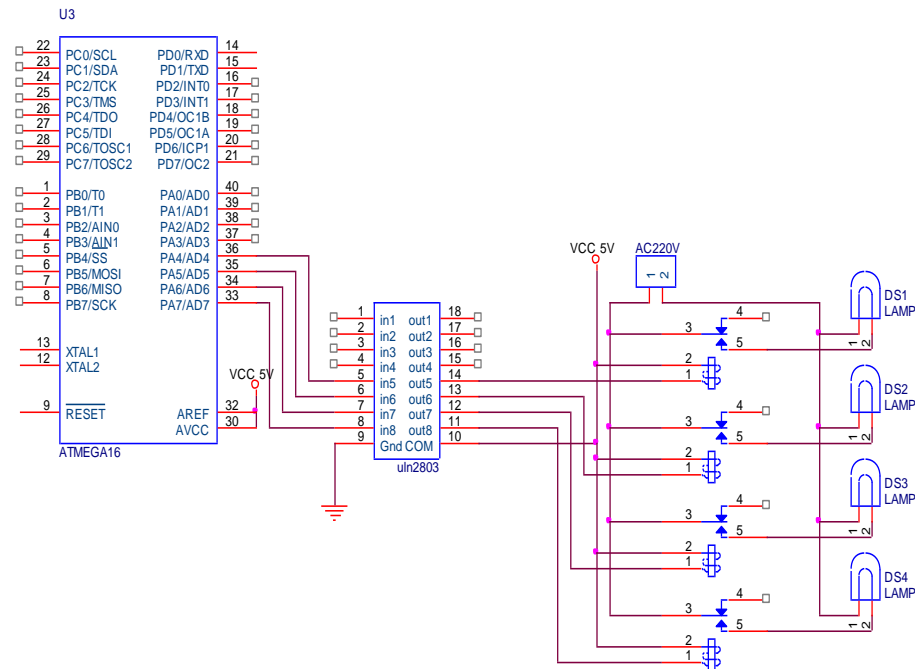 U3
22 PC0/SCL PD0/RXD 14
23 PC1/SDA PD1/TXD 15
24 PC2/TCK PD2/INT0 16
25 PC3/TMS PD3/INT1 17
26 PC4/TDO PD4/OC1B 18
27 PC5/TDI PD5/OC1A 19
28 PC6/TOSC1 PD6/ICP1 20
29 PC7/TOSC2 PD7/OC2 21
1 PB0/T0 PA0/AD0 40
2 PB1/T1 PA1/AD1 39
3 PB2/AIN0 PA2/AD2 38
4 PB3/AIN1 PA3/AD3 37
5 PB4/SS PA4/AD4 36
6 PB5/MOSI PA5/AD5 35
7 PB6/MISO PA6/AD6 34
8 PB7/SCK PA7/AD7 33
13 XTAL1
12 XTAL2
9 RESET AREF 32
AVCC 30
ATMEGA16
VCC 5V
1 in1 out1 18
2 in2 out2 17
3 in3 out3 16
4 in4 out4 15
5 in5 out5 14
6 in6 out6 13
7 in7 out7 12
8 in8 out8 11
9 Gnd COM 10
uln2803
VCC 5V
AC220V
1 2
4
3
5
2
1
DS1
LAMP
1 2
4
3
5
2
1
DS2
LAMP
1 2
4
3
5
2
1
DS3
LAMP
1 2
4
3
5
2
1
DS4
LAMP
1 2